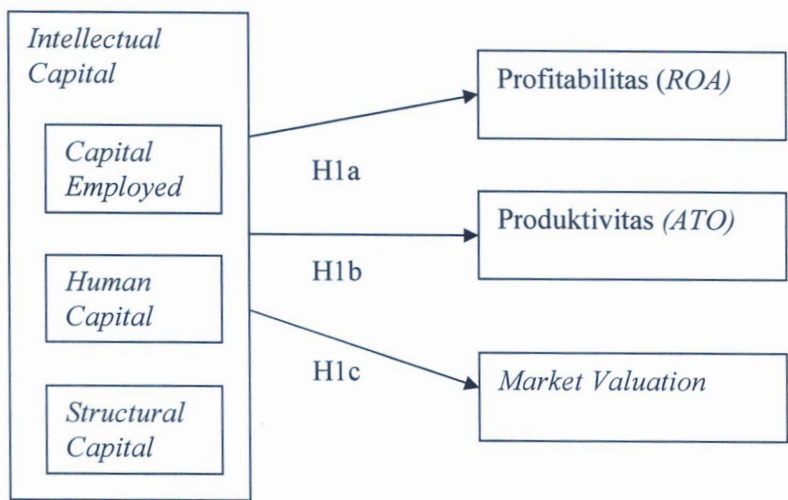 Intellectual
Capital
Capital
Employed
Human
Capital
Structural
Capital
H1a
H1b
H1c
Profitabilitas (ROA)
Produktivitas (ATO)
Market Valuation